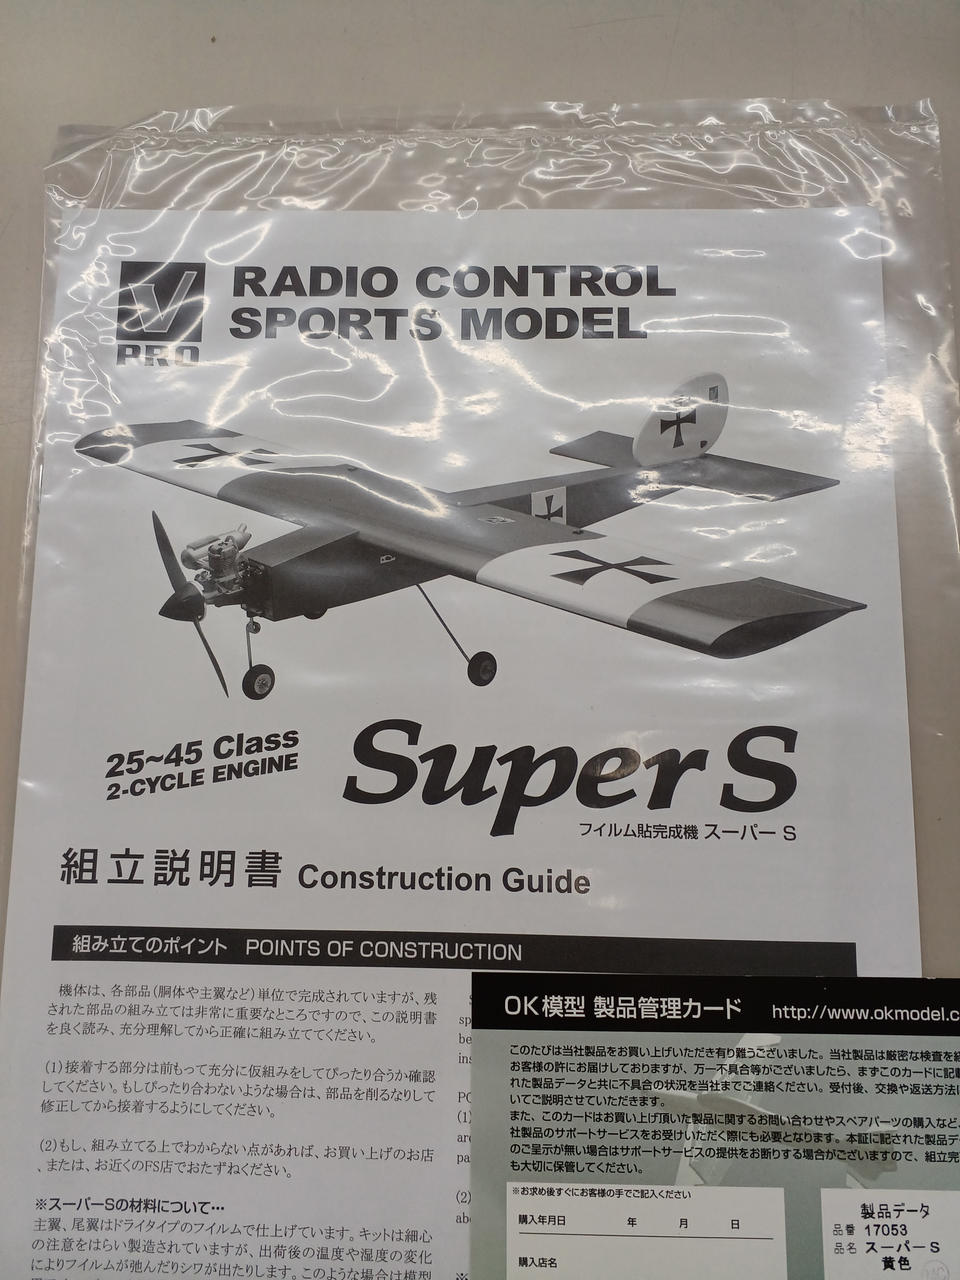 PRO
RADIO CONTROL
SPORTS MODEL
25~45 Class
2-CYCLE ENGINE
Super S
フイルム貼完成機 スーパー S
組立説明書 Construction Guide
組み立てのポイント POINTS OF CONSTRUCTION
機体は、各部品(胴体や主翼など)単位で完成されていますが、残
された部品の組み立ては非常に重要なところですので、この説明書
を良く読み、充分理解してから正確に組み立ててください。
(1)接着する部分は前もって充分に仮組みをしてぴったり合うか確認
してください。もしぴったり合わないような場合は、部品を削るなりして
修正してから接着するようにしてください。
(2)もし、組み立てる上でわからない点があれば、お買い上げのお店
、または、お近くのFS店でおたずねください。
※スーパーSの材料について…
主翼、尾翼はドライタイプのフイルムで仕上げています。キットは細心
の注意をはらい製造されていますが、出荷後の温度や湿度の変化
によりフイルムが弛んだりシワが出たりします。このような場合は模型
sp
be
ins
(1)
are
pa
(2)
abo
OK模型 製品管理カード http://www.okmodel.c
このたびは当社製品をお買い上げいただき有り難うございました。当社製品は厳密な検査を経
お客様の許にお届けしておりますが、万一不具合等がございましたら、まずこのカードに記載
れた製品データと共に不具合の状況を当社までご連絡ください。受付後、交換や返送方法に
いてご説明させていただきます。
また、このカードはお買い上げ頂いた製品に関するお問い合わせやスペアパーツの購入など、
社製品のサポートサービスをお受けいただく際にも必要となります。本証に記された製品デー
のご呈示が無い場合はサポートサービスの提供をお断りする場合がございますので、組立完
も大切に保管してください。
※お求め後すぐにお客様の手でご記入ください
購入年月日 年 月 日
購入店名
製品データ
品番 17053
品名 スーパーS
黄色